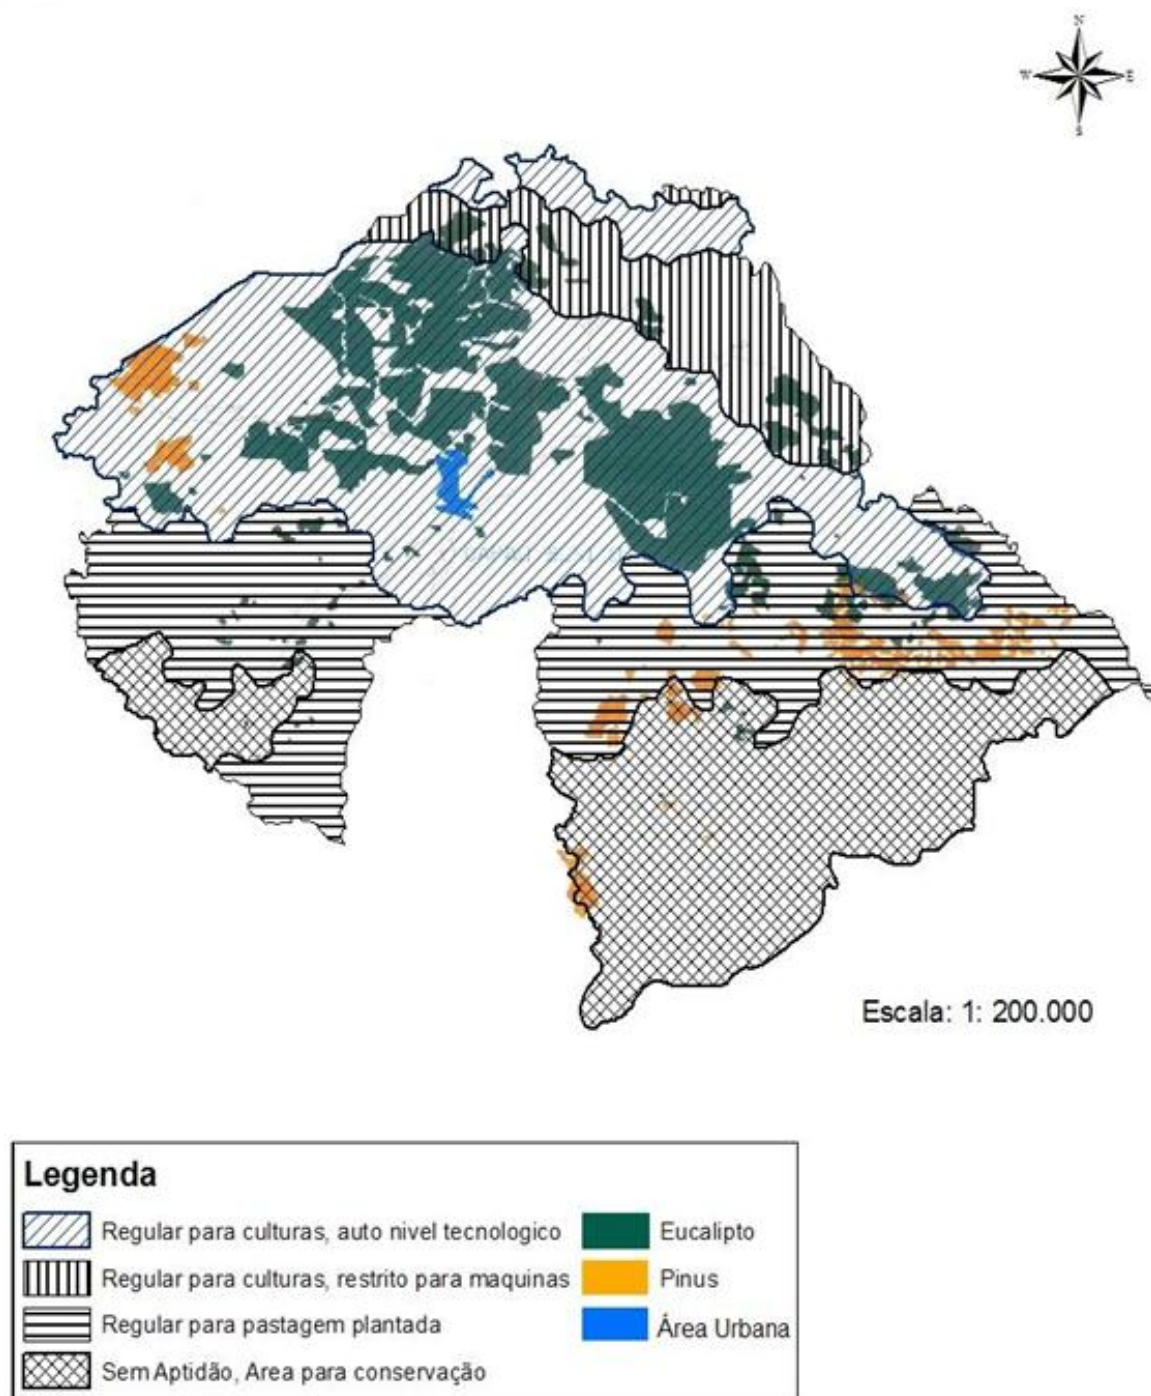 N
W E
S
Escala: 1: 200.000
Legenda
Regular para culturas, auto nivel tecnologico
Regular para culturas, restrito para maquinas
Regular para pastagem plantada
Sem Aptidão, Area para conservação
Eucalipto
Pinus
Área Urbana